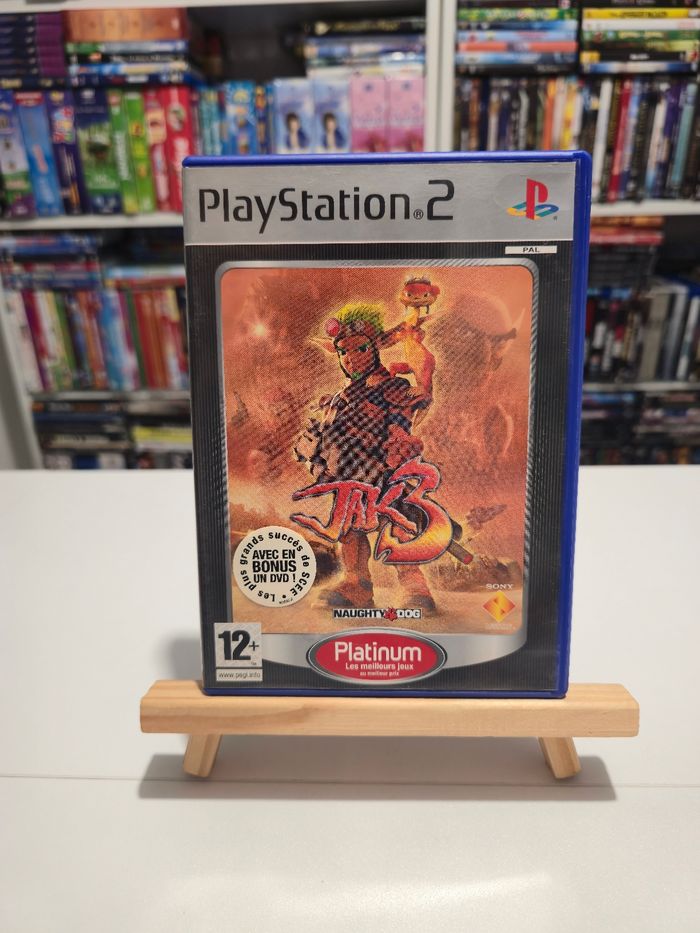 PlayStation®2
PAL
JAK3
Les plus grands succès de SCEE •
AVEC EN
BONUS
UN DVD !
SONY
NAUGHTY DOG
12+
www.pegi.info
Platinum
Les meilleurs jeux
au meilleur prix